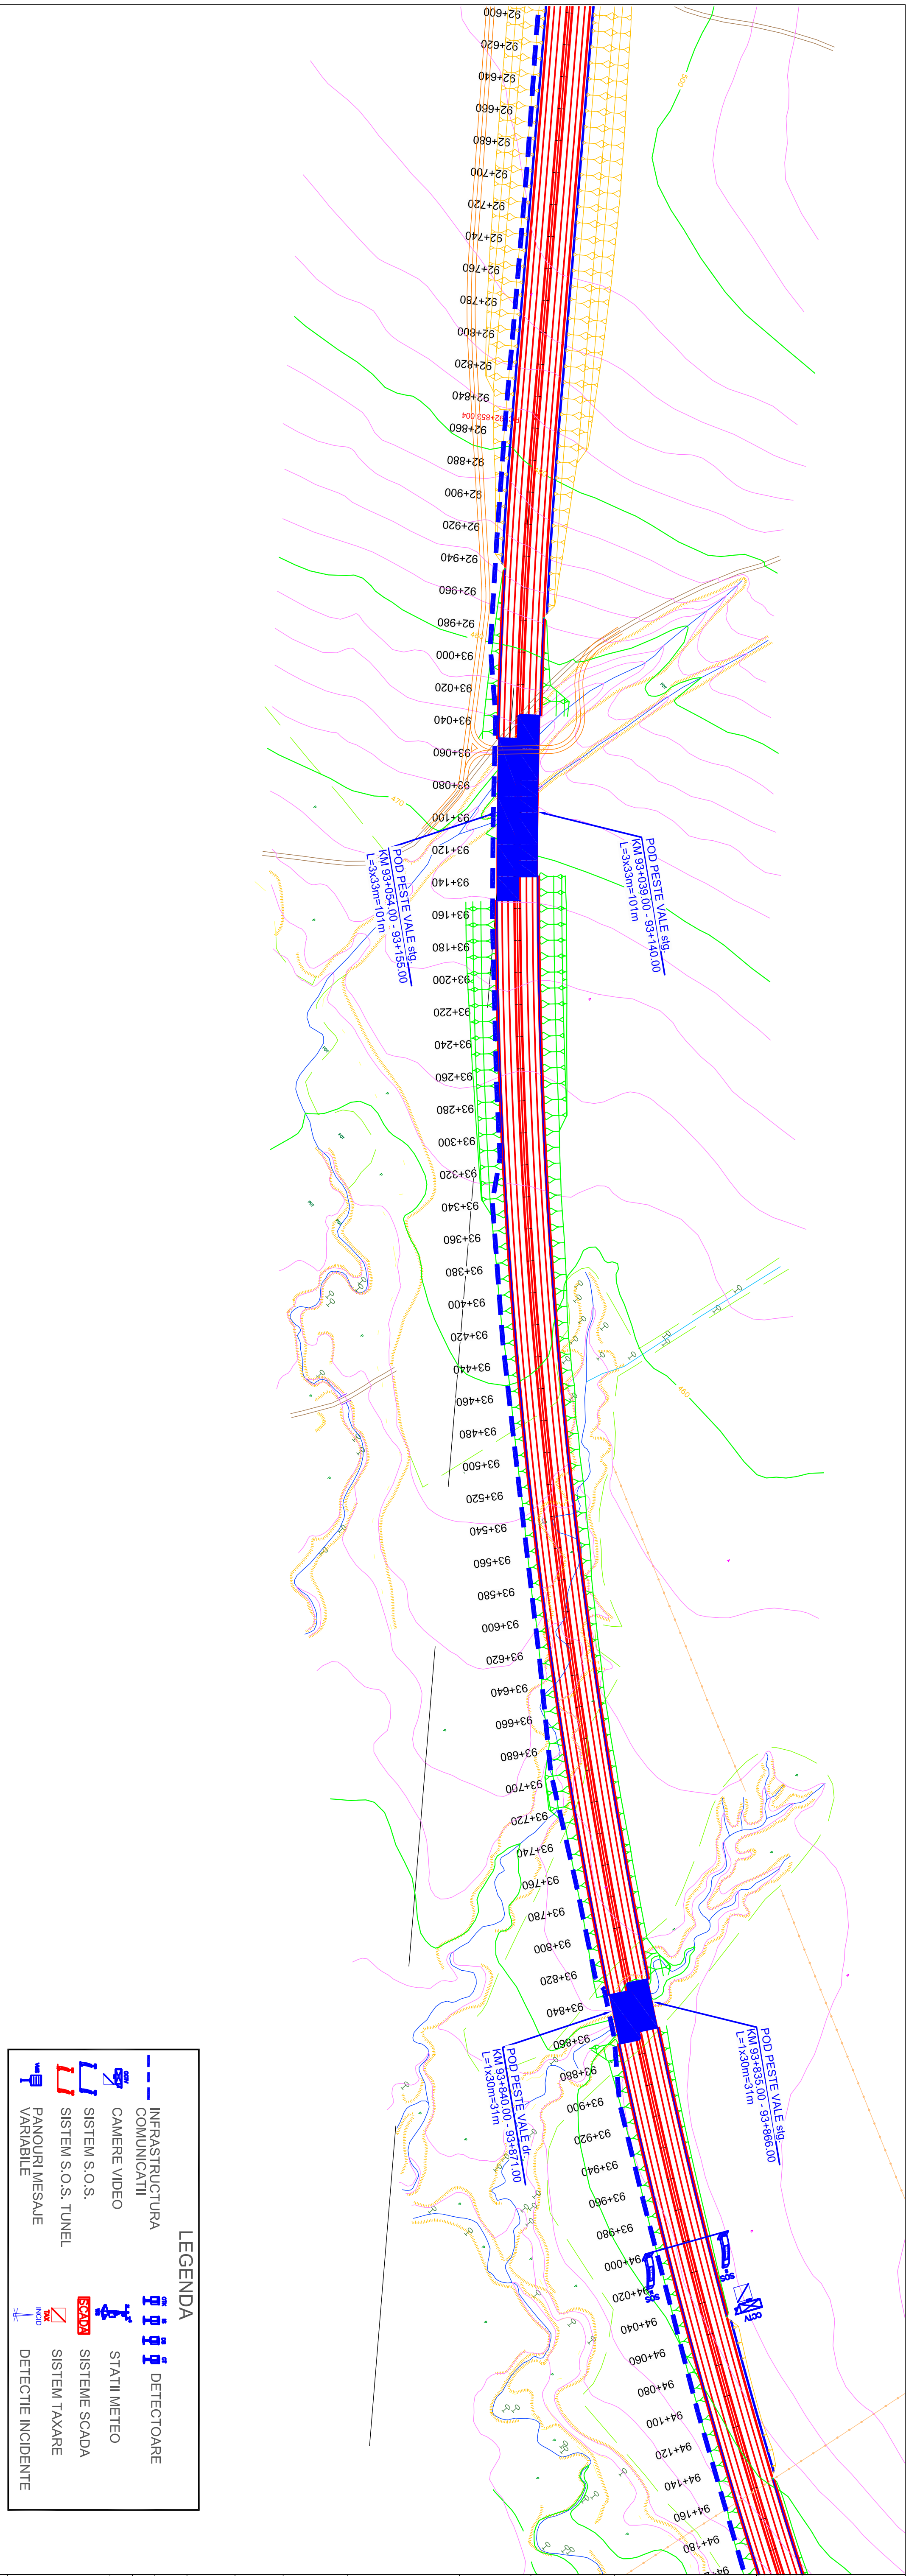 92+600
92+620
92+640
92+660
92+680
92+700
92+720
92+740
92+760
92+780
92+800
92+820
92+840
92+853.004
92+860
92+880
92+900
92+920
92+940
92+960
92+980
93+000
93+020
93+040
93+060
93+080
93+100
93+120
93+140
93+160
93+180
93+200
93+220
93+240
93+260
93+280
93+300
93+320
93+340
93+360
93+380
93+400
93+420
93+440
93+460
93+480
93+500
93+520
93+540
93+560
93+580
93+600
93+620
93+640
93+660
93+680
93+700
93+720
93+740
93+760
93+780
93+800
93+820
93+840
93+860
93+880
93+900
93+920
93+940
93+960
93+980
94+000
94+020
94+040
94+060
94+080
94+100
94+120
94+140
94+160
94+180
500
470
460
POD PESTE VALE stg.
KM 93+039.00 - 93+140.00
L=3x33m=101m
POD PESTE VALE stg.
KM 93+054.00 - 93+155.00
L=3x33m=101m
POD PESTE VALE stg.
KM 93+835.00 - 93+866.00
L=1x30m=31m
POD PESTE VALE dr.
KM 93+840.00 - 93+871.00
L=1x30m=31m
SOS
SOS
LEGENDA
INFRASTRUCTURA
COMUNICATII
CAMERE VIDEO
SISTEM S.O.S.
SISTEM S.O.S. TUNEL
PANOURI MESAJE
VARIABILE
DETECTOARE
STATII METEO
SCADA
SISTEME SCADA
TAX
SISTEM TAXARE
INCID
DETECTIE INCIDENTE